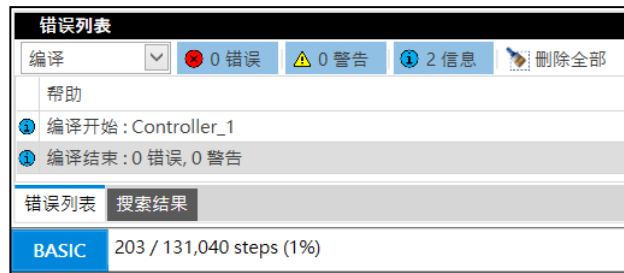 错误列表
编译 0 错误 0 警告 2 信息 删除全部
帮助
编译开始 : Controller_1
编译结束 : 0 错误, 0 警告
错误列表 搜索结果
BASIC 203 / 131,040 steps (1%)